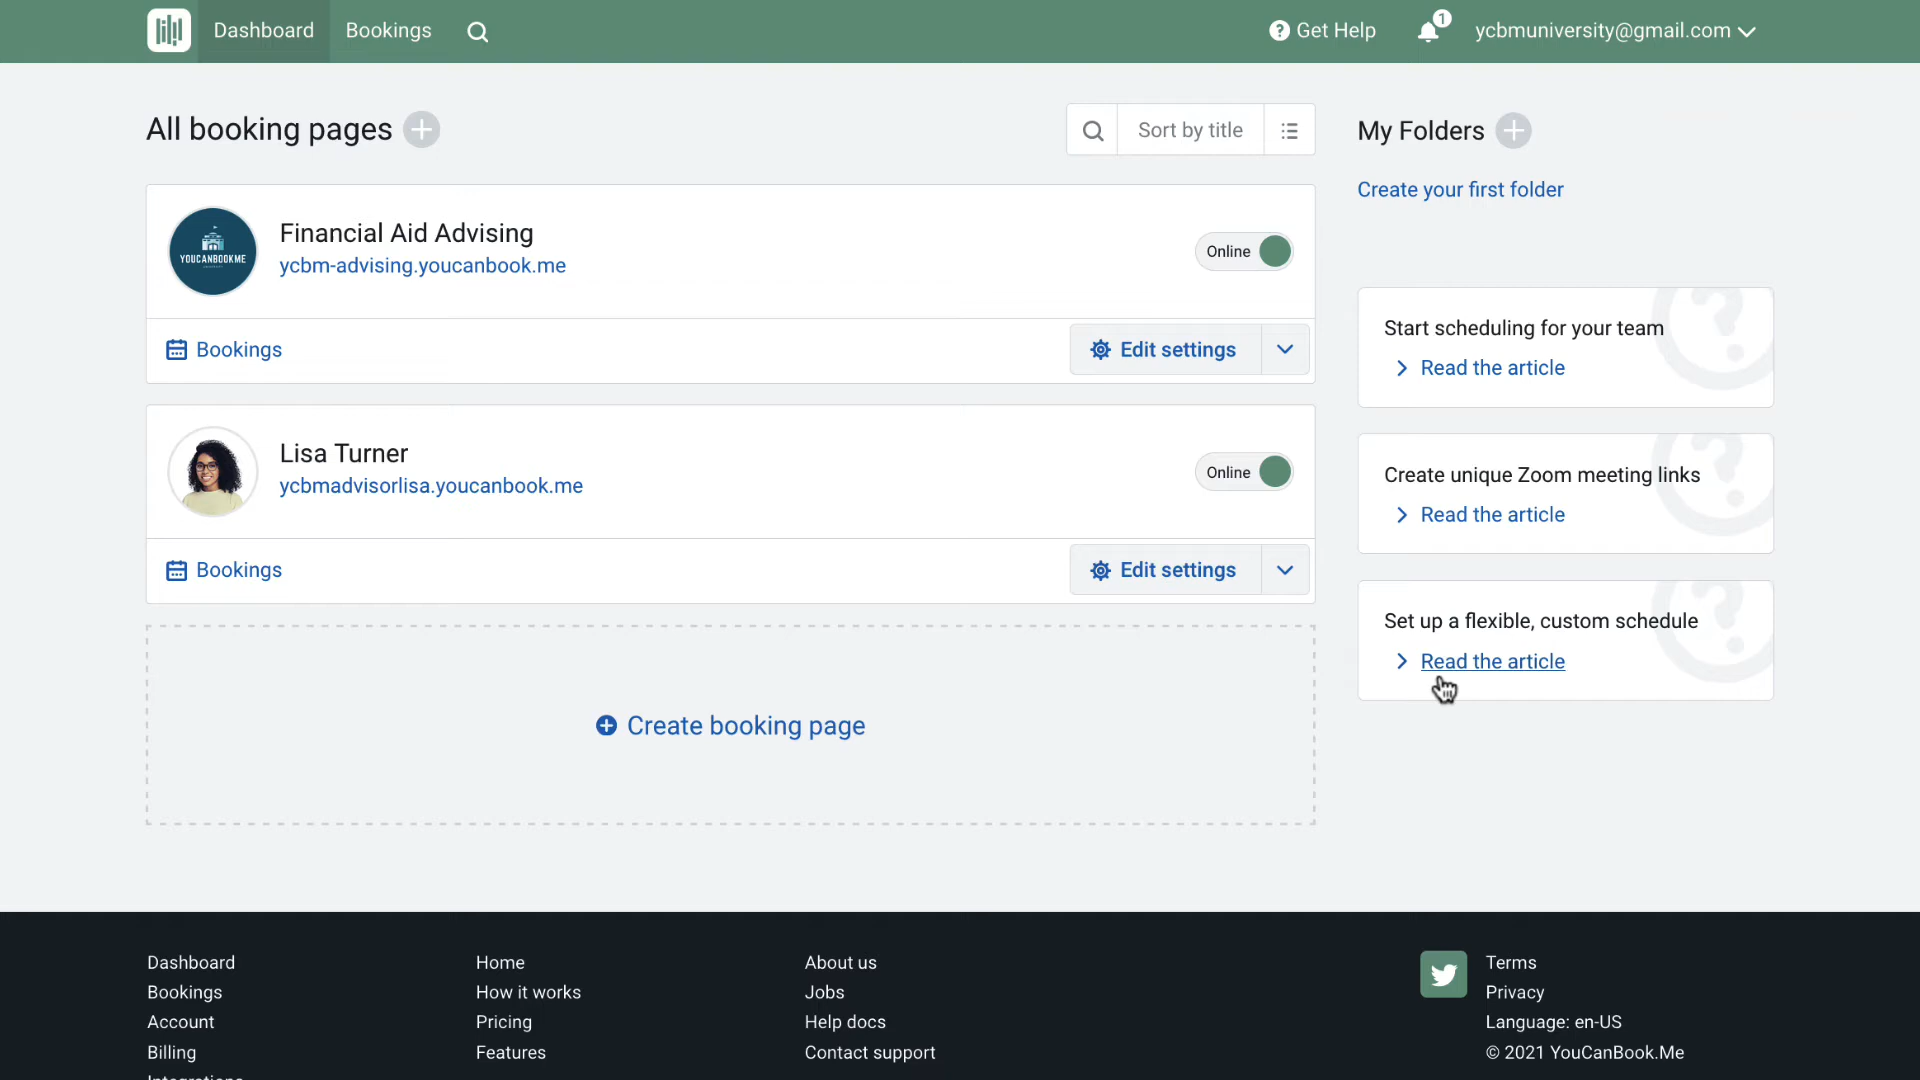 Dashboard
Bookings
Get Help
1
ycbmuniversity@gmail.com
All booking pages
Sort by title
My Folders
Create your first folder
YOUCANBOOKME
Financial Aid Advising
ycbm-advising.youcanbook.me
Online
Bookings
Edit settings
Lisa Turner
ycbmadvisorlisa.youcanbook.me
Online
Bookings
Edit settings
Create booking page
Start scheduling for your team
Read the article
Create unique Zoom meeting links
Read the article
Set up a flexible, custom schedule
Read the article
Dashboard
Bookings
Account
Billing
Integrations
Home
How it works
Pricing
Features
About us
Jobs
Help docs
Contact support
Terms
Privacy
Language: en-US
© 2021 YouCanBook.Me